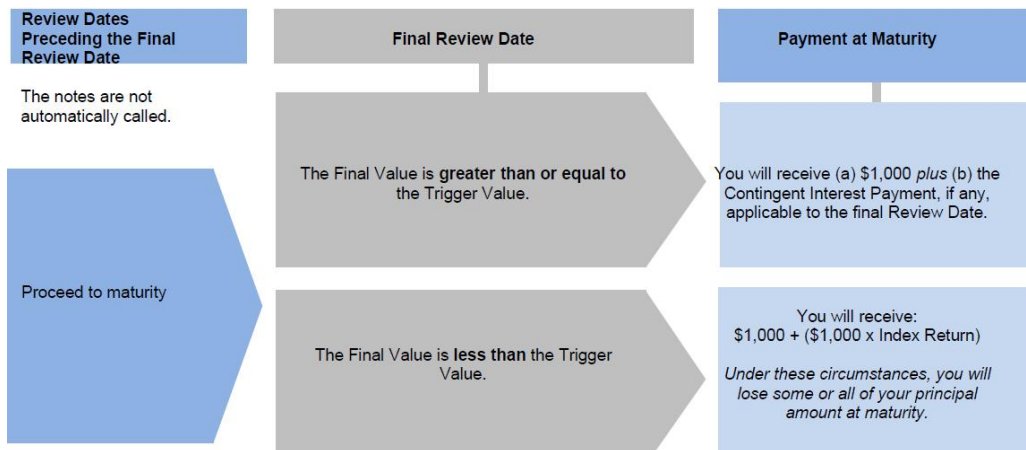 Review Dates
Preceding the Final
Review Date
Final Review Date
Payment at Maturity
The notes are not
automatically called.
Proceed to maturity
The Final Value is greater than or equal to
the Trigger Value.
You will receive (a) $1,000 plus (b) the
Contingent Interest Payment, if any,
applicable to the final Review Date.
The Final Value is less than the Trigger
Value.
You will receive:
$1,000 + ($1,000 x Index Return)
Under these circumstances, you will
lose some or all of your principal
amount at maturity.